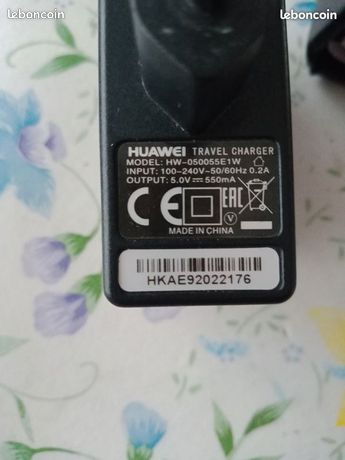 leboncoin
leboncoin
HUAWEI TRAVEL CHARGER
MODEL: HW-050055E1W
INPUT: 100-240V~50/60Hz 0.2A
OUTPUT: 5.0V⎓550mA
CE EAC
V
MADE IN CHINA
HKAE92022176